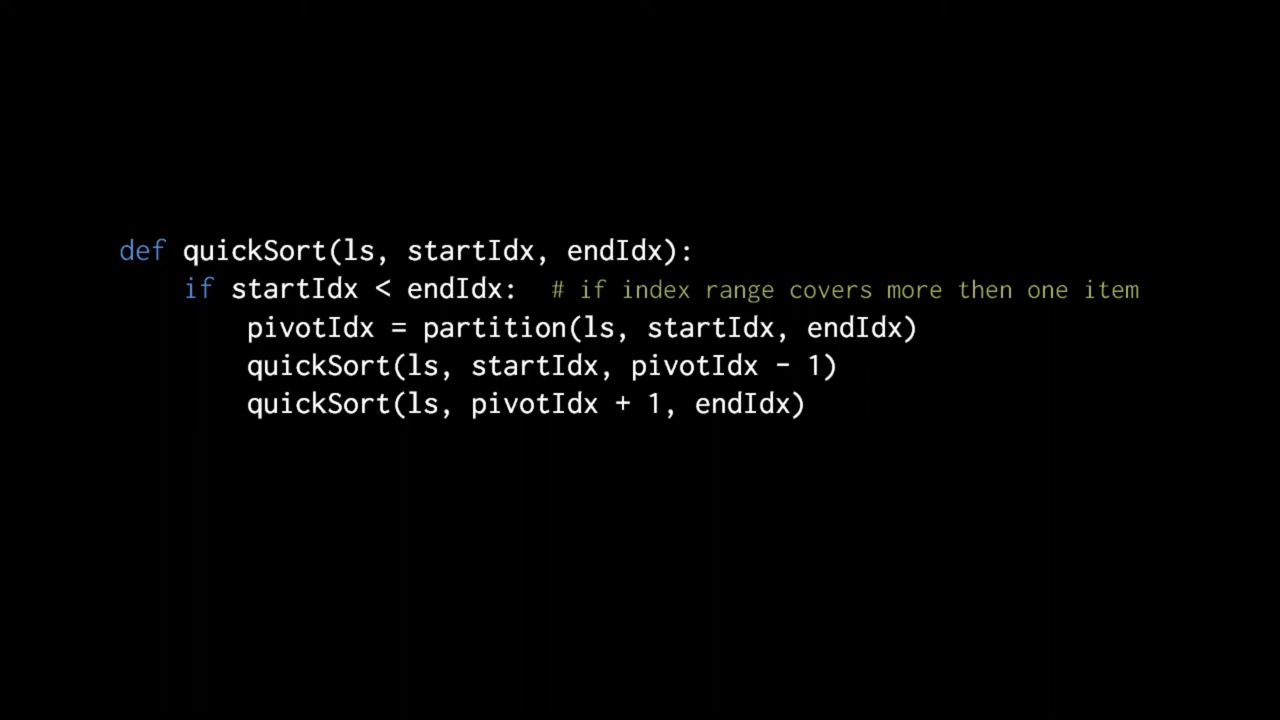 def quickSort(ls, startIdx, endIdx):
    if startIdx < endIdx:  # if index range covers more then one item
        pivotIdx = partition(ls, startIdx, endIdx)
        quickSort(ls, startIdx, pivotIdx - 1)
        quickSort(ls, pivotIdx + 1, endIdx)